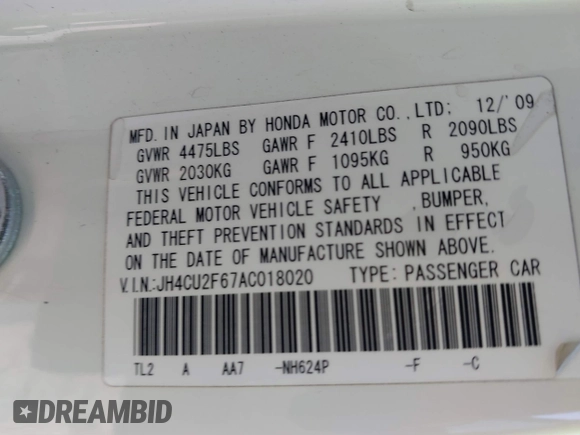 MFD. IN JAPAN BY HONDA MOTOR CO., LTD; 12/'09
GVWR 4475LBS GAWR F 2410LBS R 2090LBS
GVWR 2030KG GAWR F 1095KG R 950KG
THIS VEHICLE CONFORMS TO ALL APPLICABLE
FEDERAL MOTOR VEHICLE SAFETY ,BUMPER,
AND THEFT PREVENTION STANDARDS IN EFFECT
ON THE DATE OF MANUFACTURE SHOWN ABOVE.
V.I.N.:JH4CU2F67AC018020 TYPE: PASSENGER CAR
TL2 A AA7 -NH624P -F -C
DREAMBID